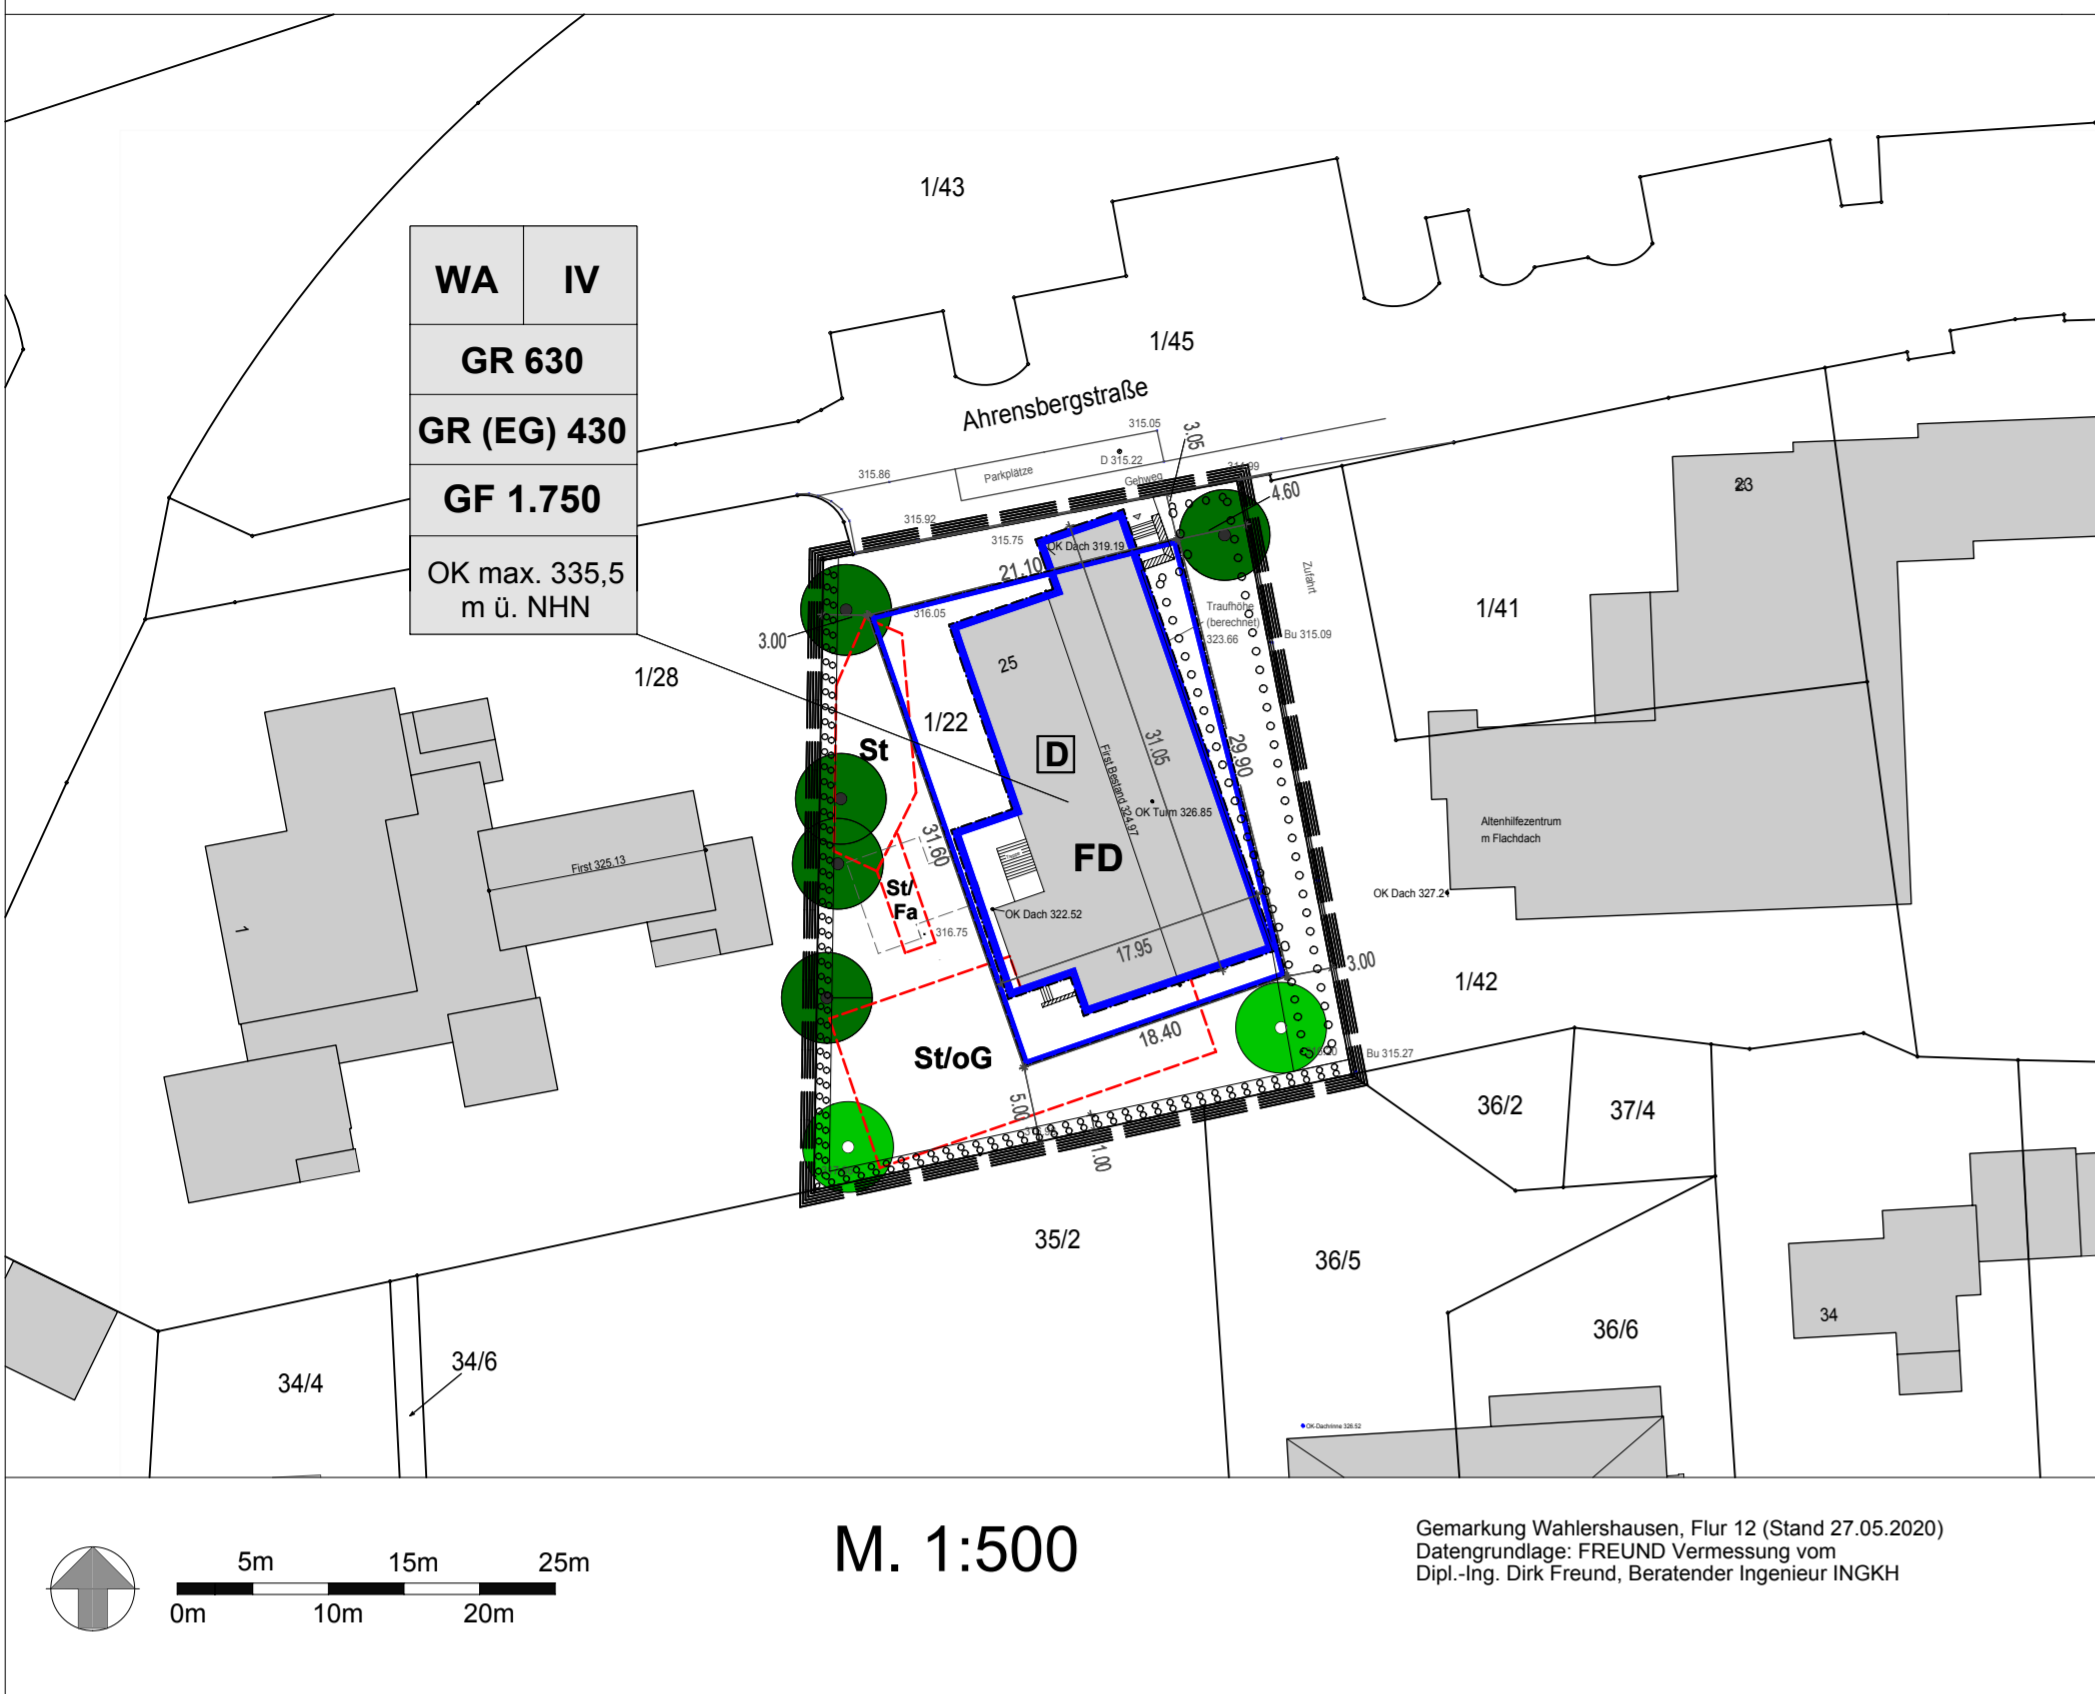 1/43
WA IV
GR 630
GR (EG) 430
GF 1.750
OK max. 335,5
m ü. NHN
1/45
Ahrensbergstraße
315.05
3.05
D 315.22
Parkplätze
Gehweg
315.86
315.92
315.75
4.60
OK Dach 319.19
21.10
316.05
3.00
Zufahrt
Traufhöhe
(berechnet)
323.66
Bu 315.09
23
1/41
25
1/28
1/22
St
D
31.05
29.90
First Bestand 324.97
OK Turm 326.85
FD
31.60
St/
Fa
316.75
OK Dach 322.52
17.95
3.00
First 325.13
1
Altenhilfezentrum
m Flachdach
OK Dach 327.24
1/42
18.40
St/oG
5.00
1.00
Bu 315.27
36/2
37/4
35/2
36/5
36/6
34
34/4
34/6
OK-Dachrinne 326.52
5m 15m 25m
0m 10m 20m
M. 1:500
Gemarkung Wahlershausen, Flur 12 (Stand 27.05.2020)
Datengrundlage: FREUND Vermessung vom
Dipl.-Ing. Dirk Freund, Beratender Ingenieur INGKH